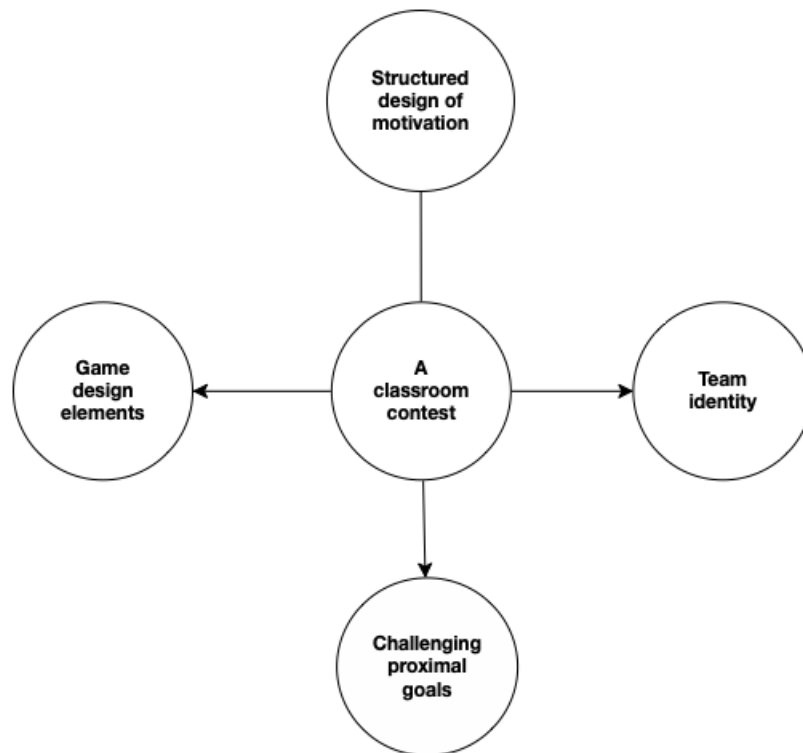 Structured
design of
motivation
Game
design
elements
A
classroom
contest
Team
identity
Challenging
proximal
goals